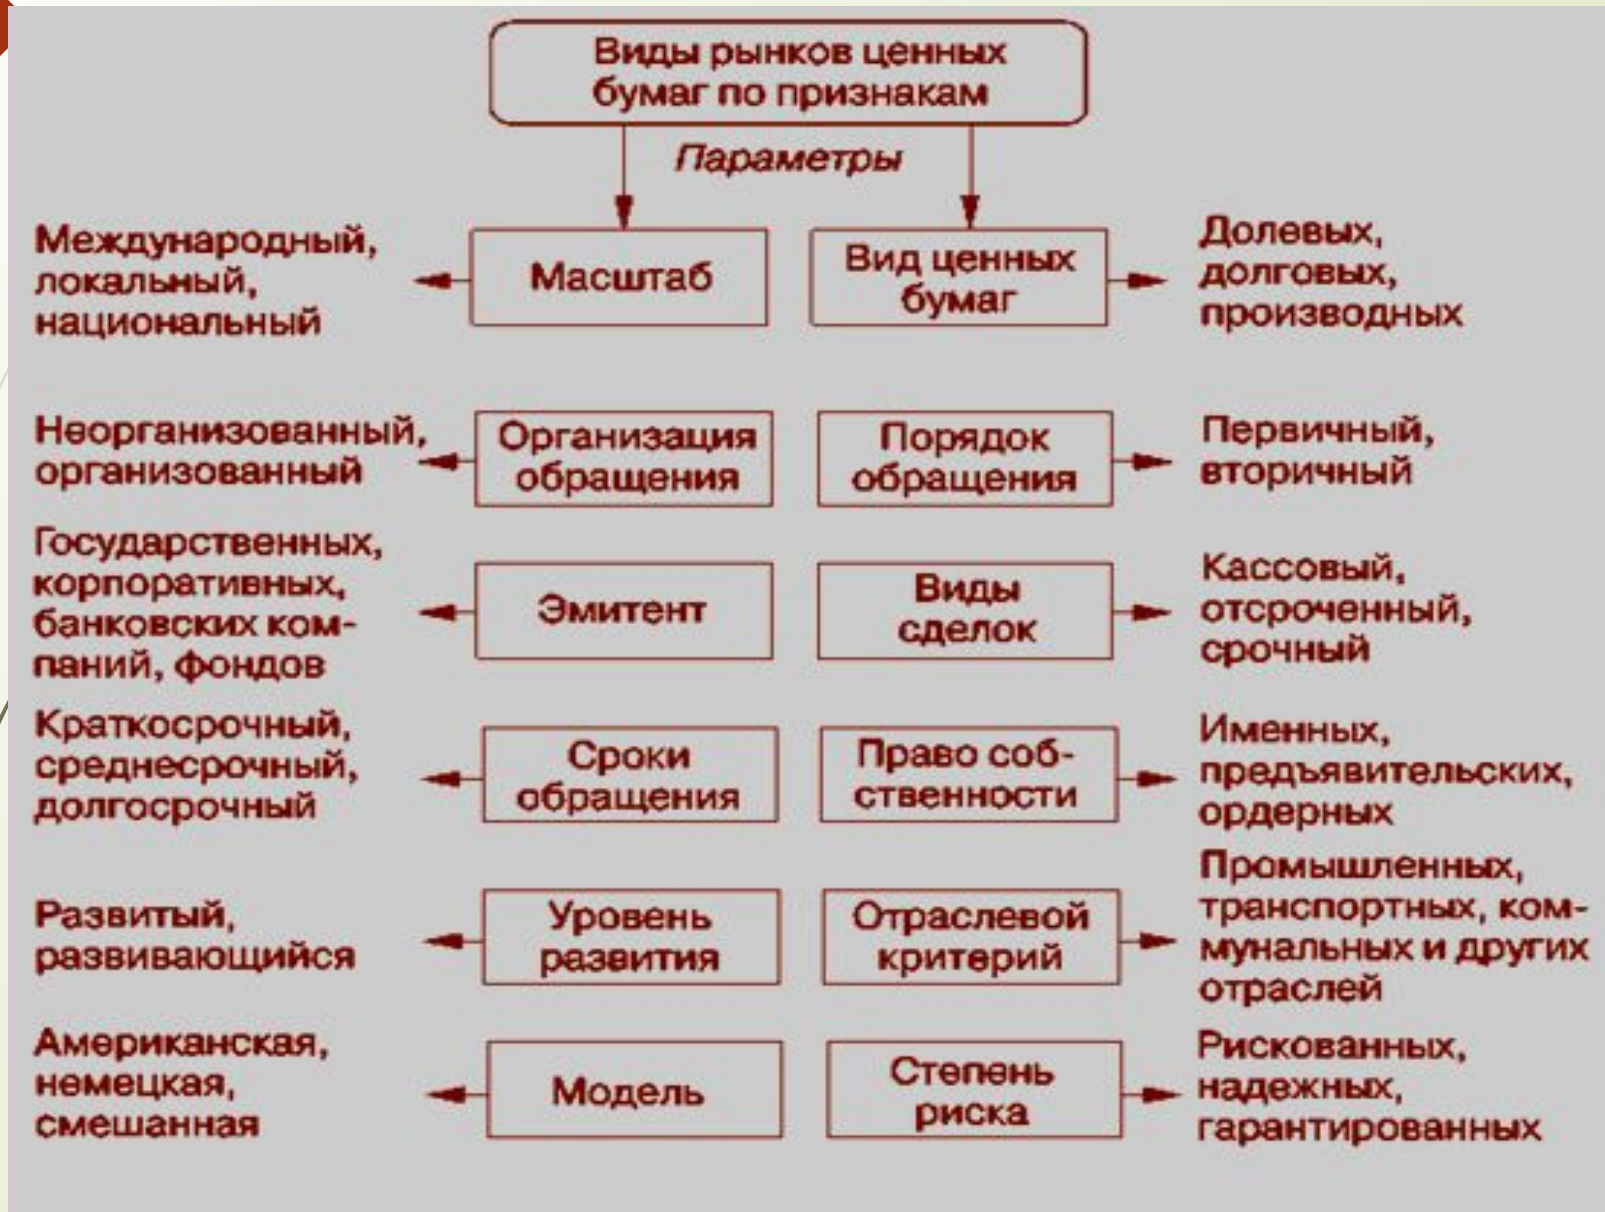 Виды рынков ценных
бумаг по признакам
Параметры
Международный,
локальный,
национальный
Масштаб
Вид ценных
бумаг
Долевых,
долговых,
производных
Неорганизованный,
организованный
Организация
обращения
Порядок
обращения
Первичный,
вторичный
Государственных,
корпоративных,
банковских ком-
паний, фондов
Эмитент
Виды
сделок
Кассовый,
отсроченный,
срочный
Краткосрочный,
среднесрочный,
долгосрочный
Сроки
обращения
Право соб-
ственности
Именных,
предъявительских,
ордерных
Развитый,
развивающийся
Уровень
развития
Отраслевой
критерий
Промышленных,
транспортных, ком-
мунальных и других
отраслей
Американская,
немецкая,
смешанная
Модель
Степень
риска
Рискованных,
надежных,
гарантированных